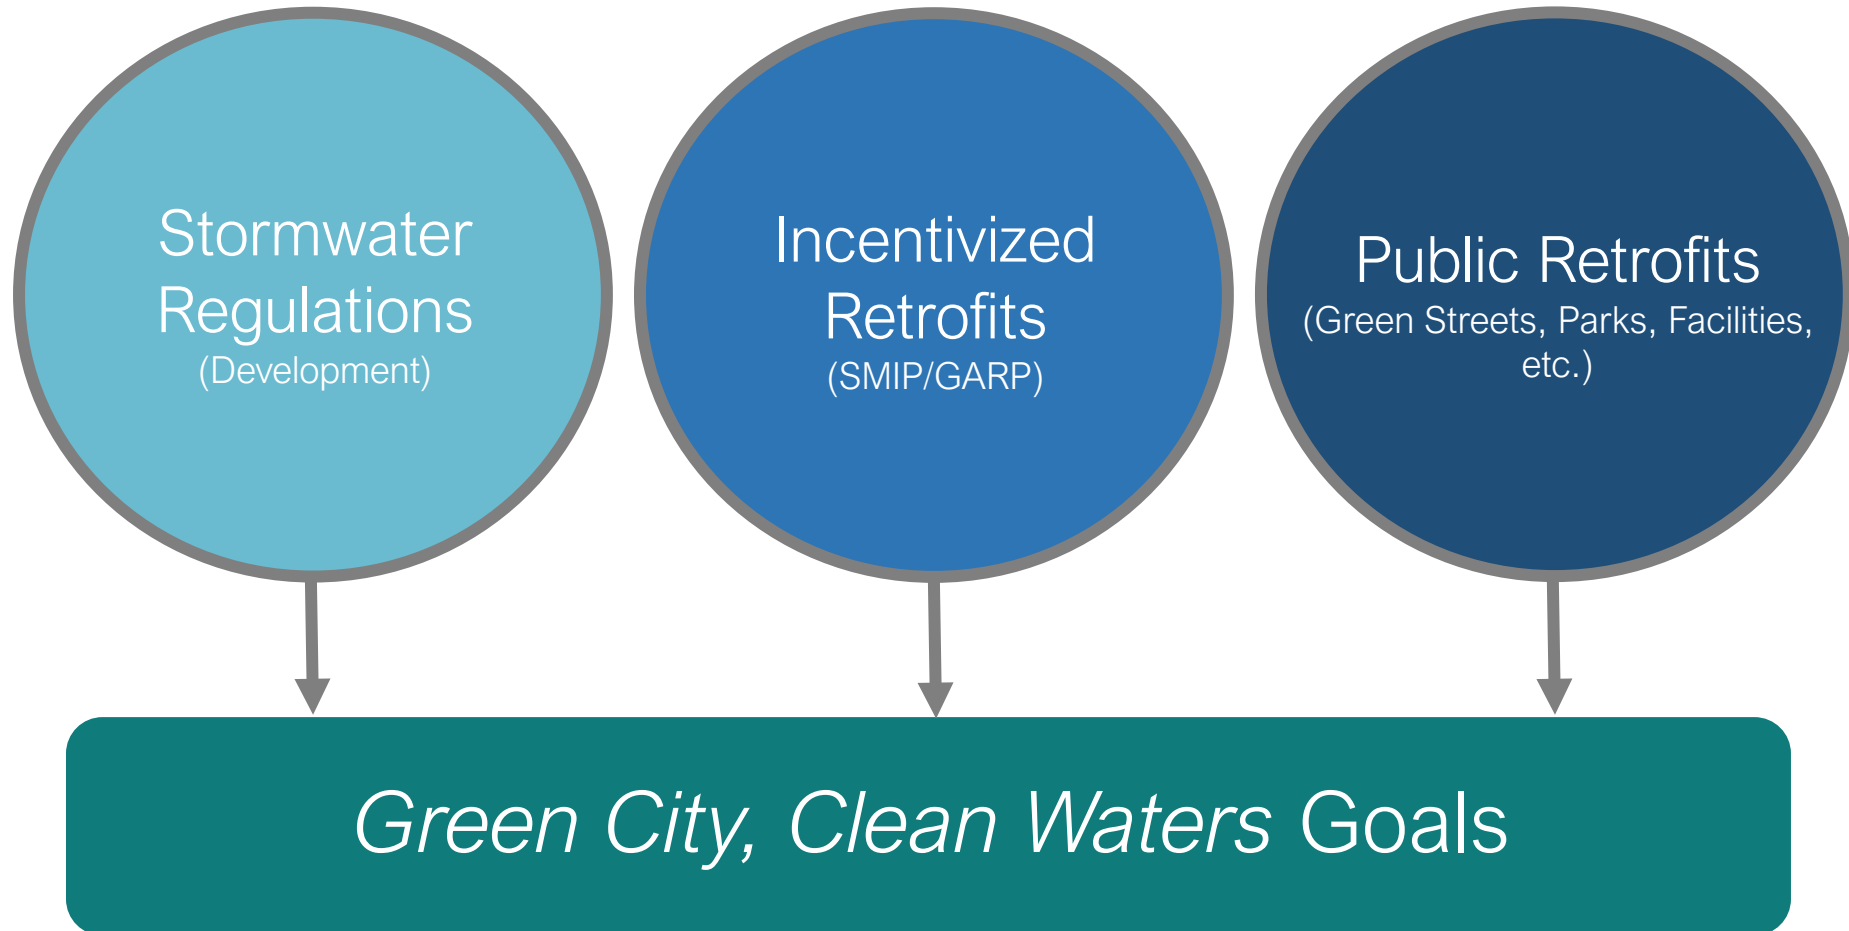 Stormwater
Regulations
(Development)
Incentivized
Retrofits
(SMIP/GARP)
Public Retrofits
(Green Streets, Parks, Facilities,
etc.)
Green City, Clean Waters Goals